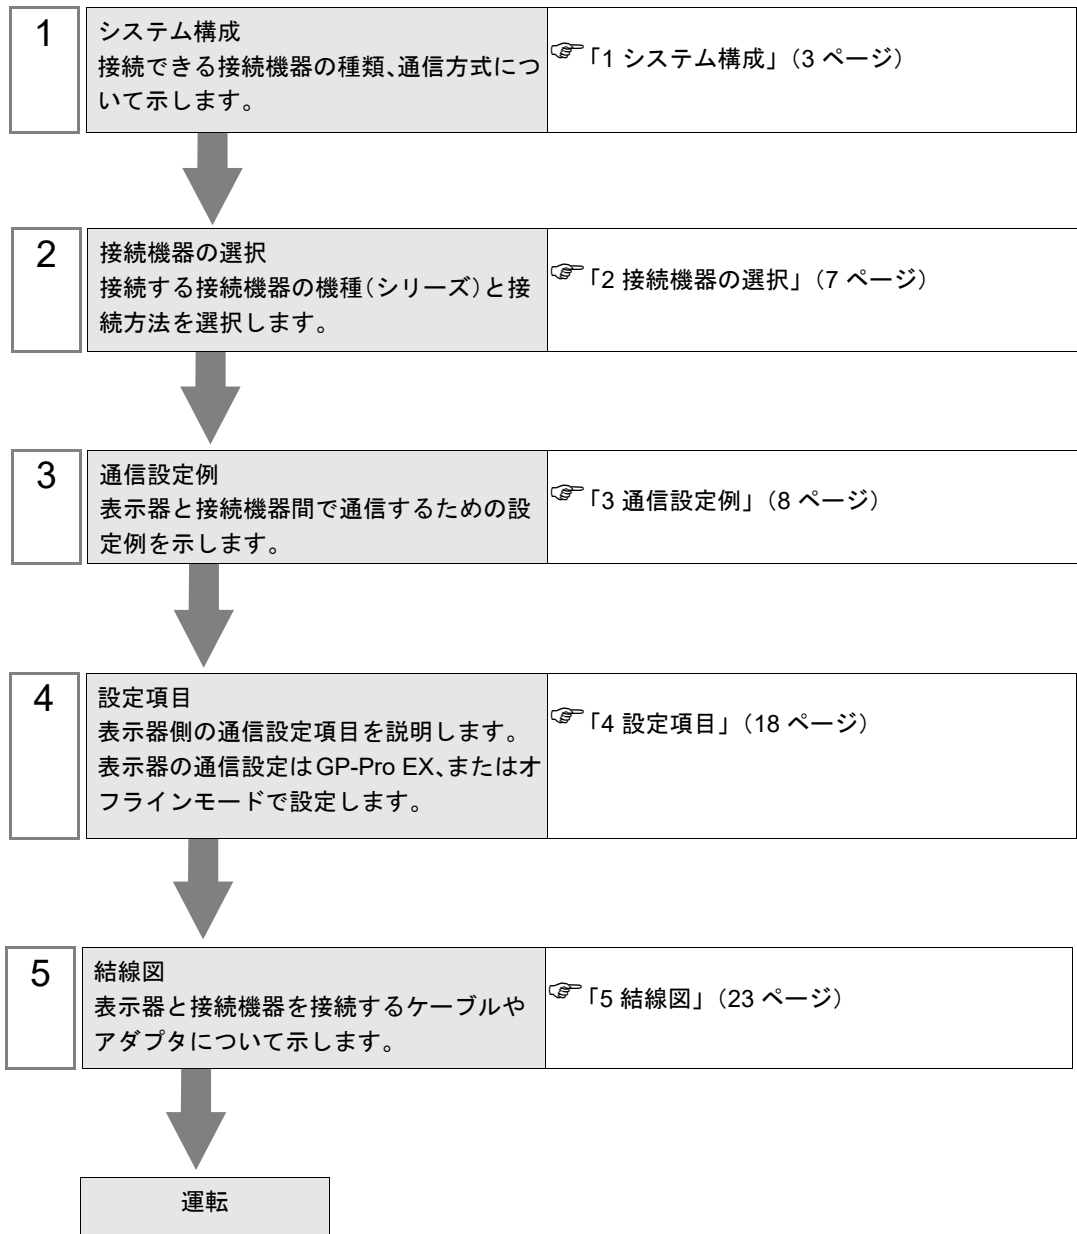 1
システム構成
接続できる接続機器の種類、通信方式につ
いて示します。
「1 システム構成」（3 ページ）
2
接続機器の選択
接続する接続機器の機種（シリーズ）と接
続方法を選択します。
「2 接続機器の選択」（7 ページ）
3
通信設定例
表示器と接続機器間で通信するための設
定例を示します。
「3 通信設定例」（8 ページ）
4
設定項目
表示器側の通信設定項目を説明します。
表示器の通信設定はGP-Pro EX、またはオ
フラインモードで設定します。
「4 設定項目」（18 ページ）
5
結線図
表示器と接続機器を接続するケーブルや
アダプタについて示します。
「5 結線図」（23 ページ）
運転